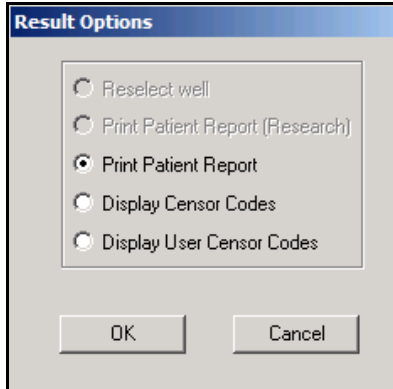 Result Options
Reselect well
Print Patient Report (Research)
Print Patient Report
Display Censor Codes
Display User Censor Codes
OK Cancel